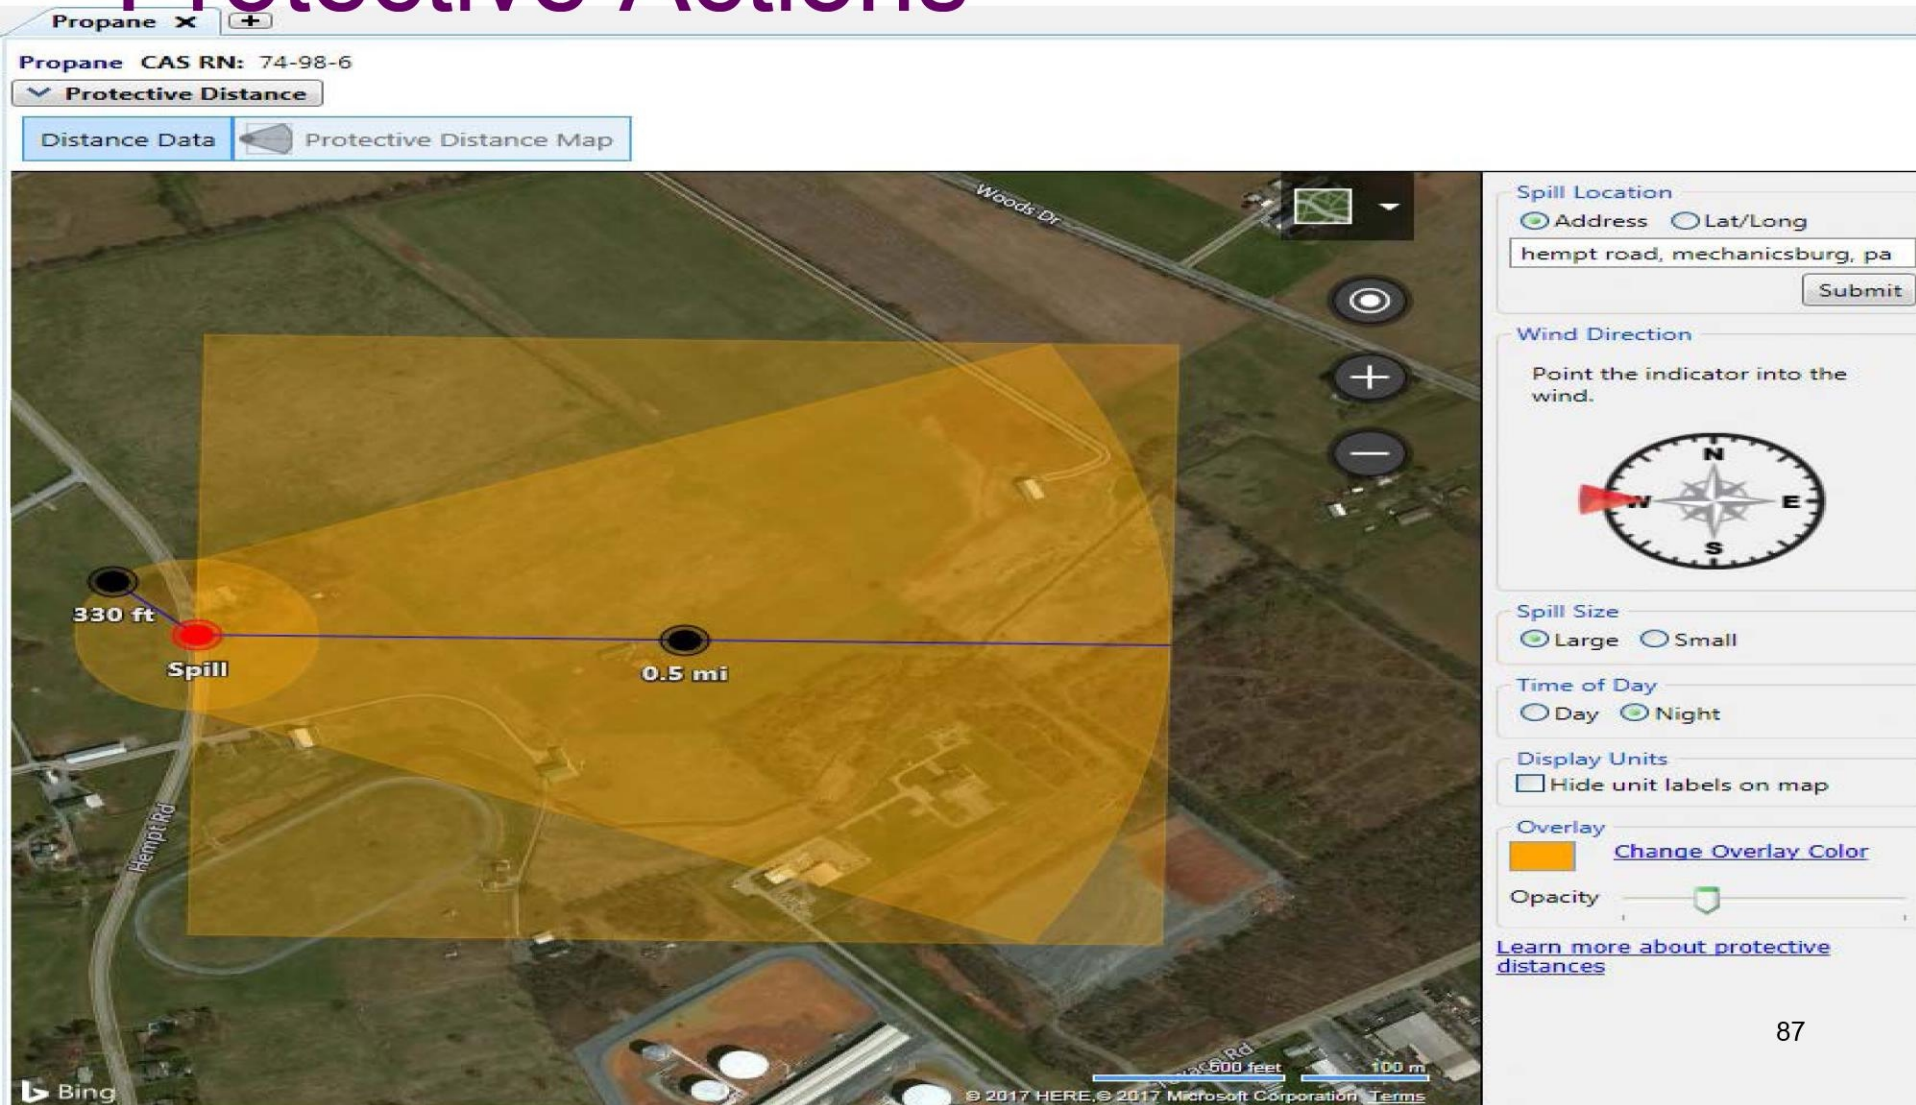 Protective Actions
Propane
Propane CAS RN: 74-98-6
Protective Distance
Distance Data Protective Distance Map
Woods Dr
330 ft
Spill
0.5 mi
Hempt Rd
Bing
600 feet 100 m
© 2017 HERE, © 2017 Microsoft Corporation Terms
Spill Location
Address Lat/Long
hempt road, mechanicsburg, pa
Submit
Wind Direction
Point the indicator into the
wind.
N
W E
S
Spill Size
Large Small
Time of Day
Day Night
Display Units
Hide unit labels on map
Overlay
Change Overlay Color
Opacity
Learn more about protective
distances
87